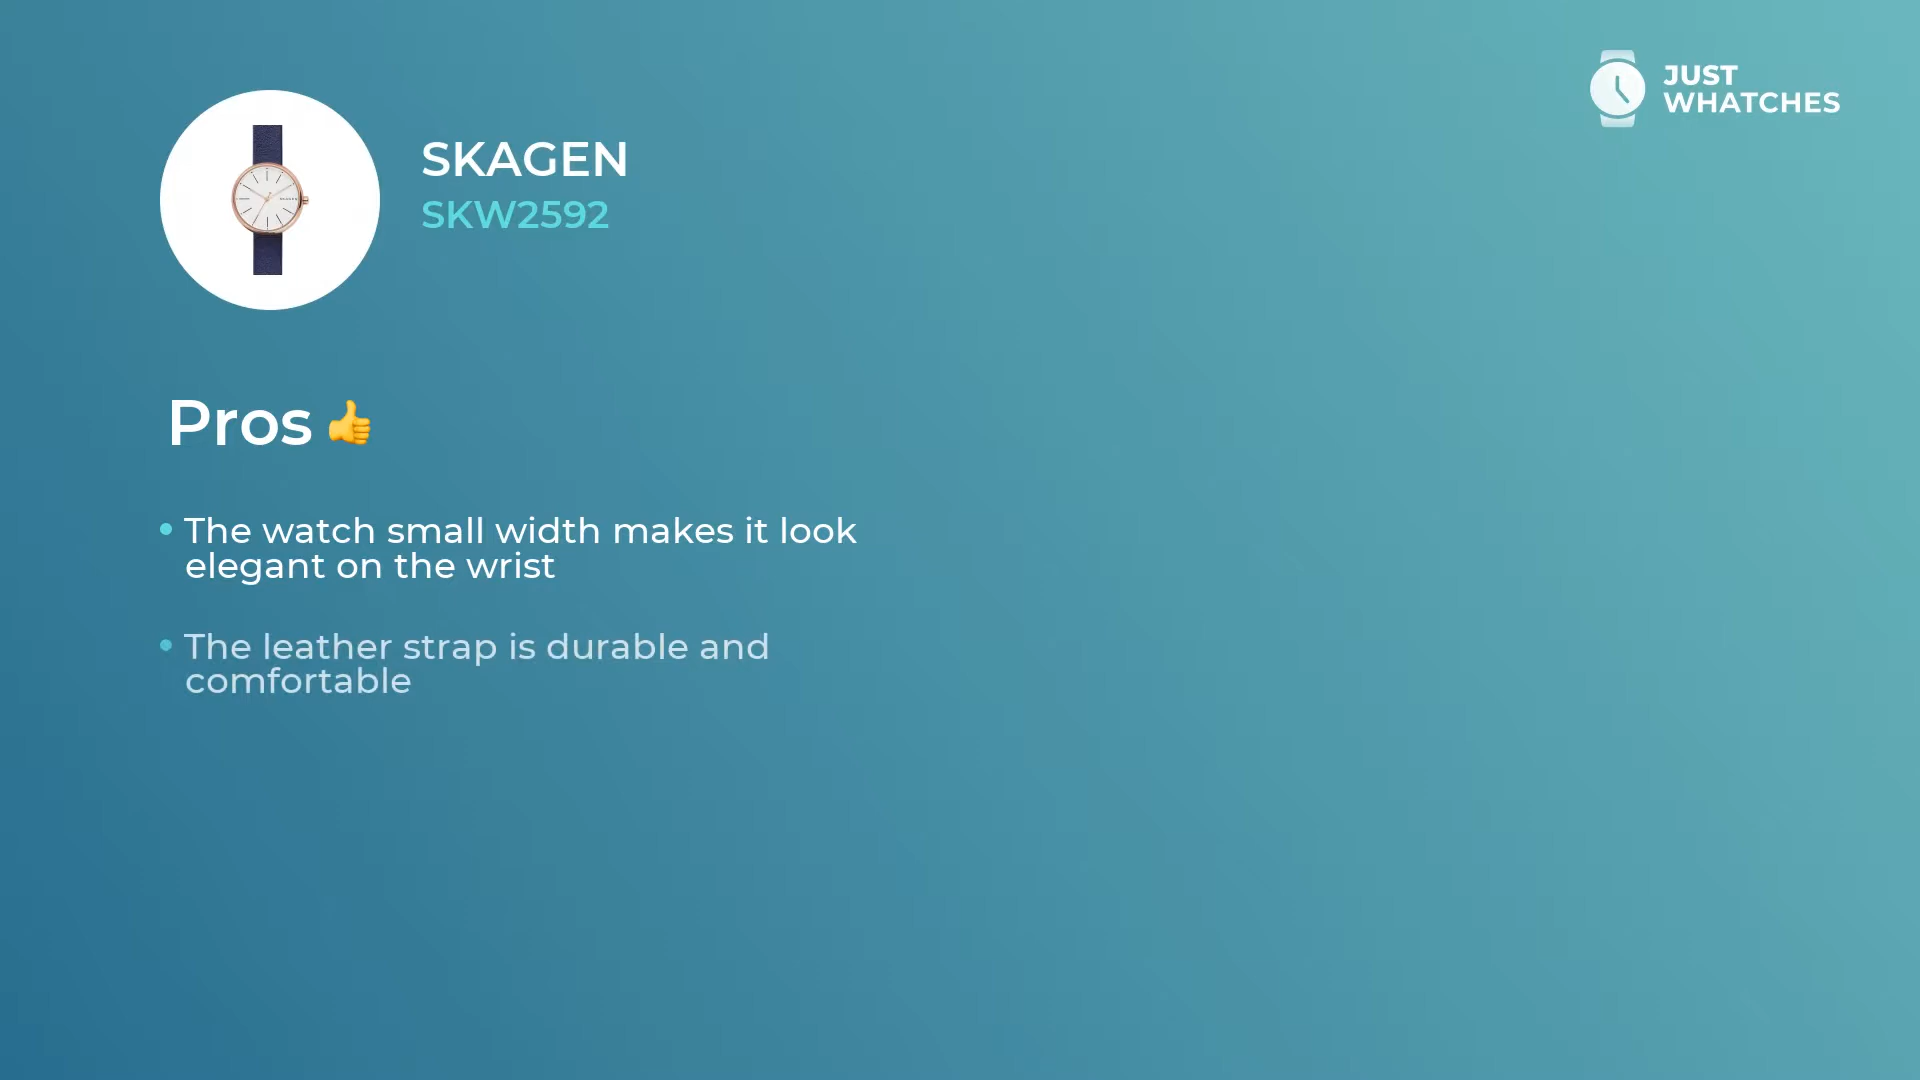 JUST
WHATCHES
SKAGEN
SKW2592
Pros
The watch small width makes it look
elegant on the wrist
The leather strap is durable and
comfortable